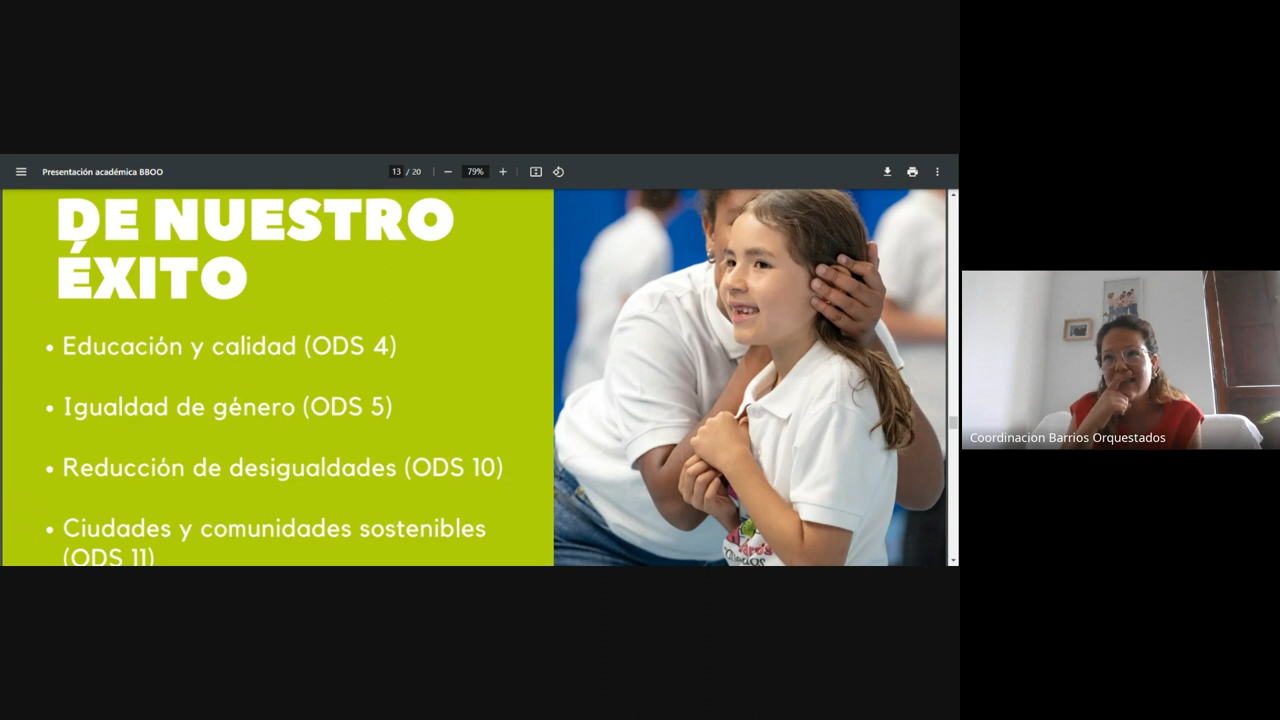 Presentación académica BBOO
13 / 20
79%
DE NUESTRO
ÉXITO
• Educación y calidad (ODS 4)
• Igualdad de género (ODS 5)
• Reducción de desigualdades (ODS 10)
• Ciudades y comunidades sostenibles
(ODS 11)
Coordinacion Barrios Orquestados